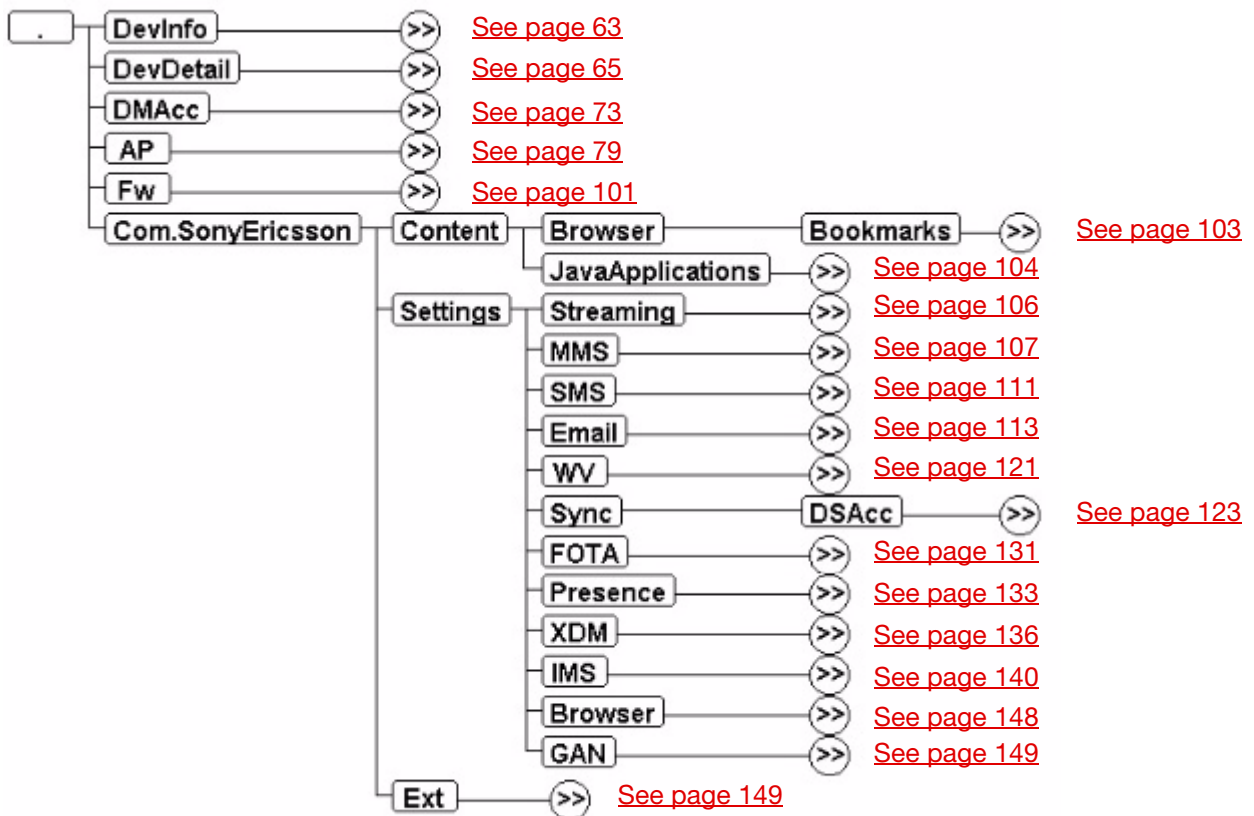 . DevInfo >> See page 63
DevDetail >> See page 65
DMAcc >> See page 73
AP >> See page 79
Fw >> See page 101
Com.SonyEricsson Content Browser Bookmarks >> See page 103
JavaApplications >> See page 104
Settings Streaming >> See page 106
MMS >> See page 107
SMS >> See page 111
Email >> See page 113
WV >> See page 121
Sync DSAcc >> See page 123
FOTA >> See page 131
Presence >> See page 133
XDM >> See page 136
IMS >> See page 140
Browser >> See page 148
GAN >> See page 149
Ext >> See page 149